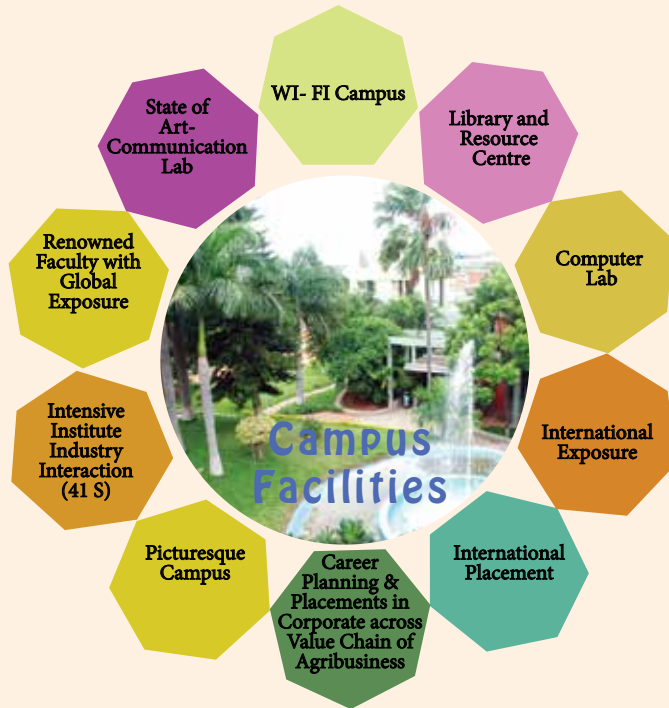 WI- FI Campus
Library and
Resource
Centre
Computer
Lab
International
Exposure
International
Placement
Career
Planning &
Placements in
Corporate across
Value Chain of
Agribusiness
Picturesque
Campus
Intensive
Institute
Industry
Interaction
(41 S)
Renowned
Faculty with
Global
Exposure
State of
Art-
Communication
Lab
Campus
Facilities